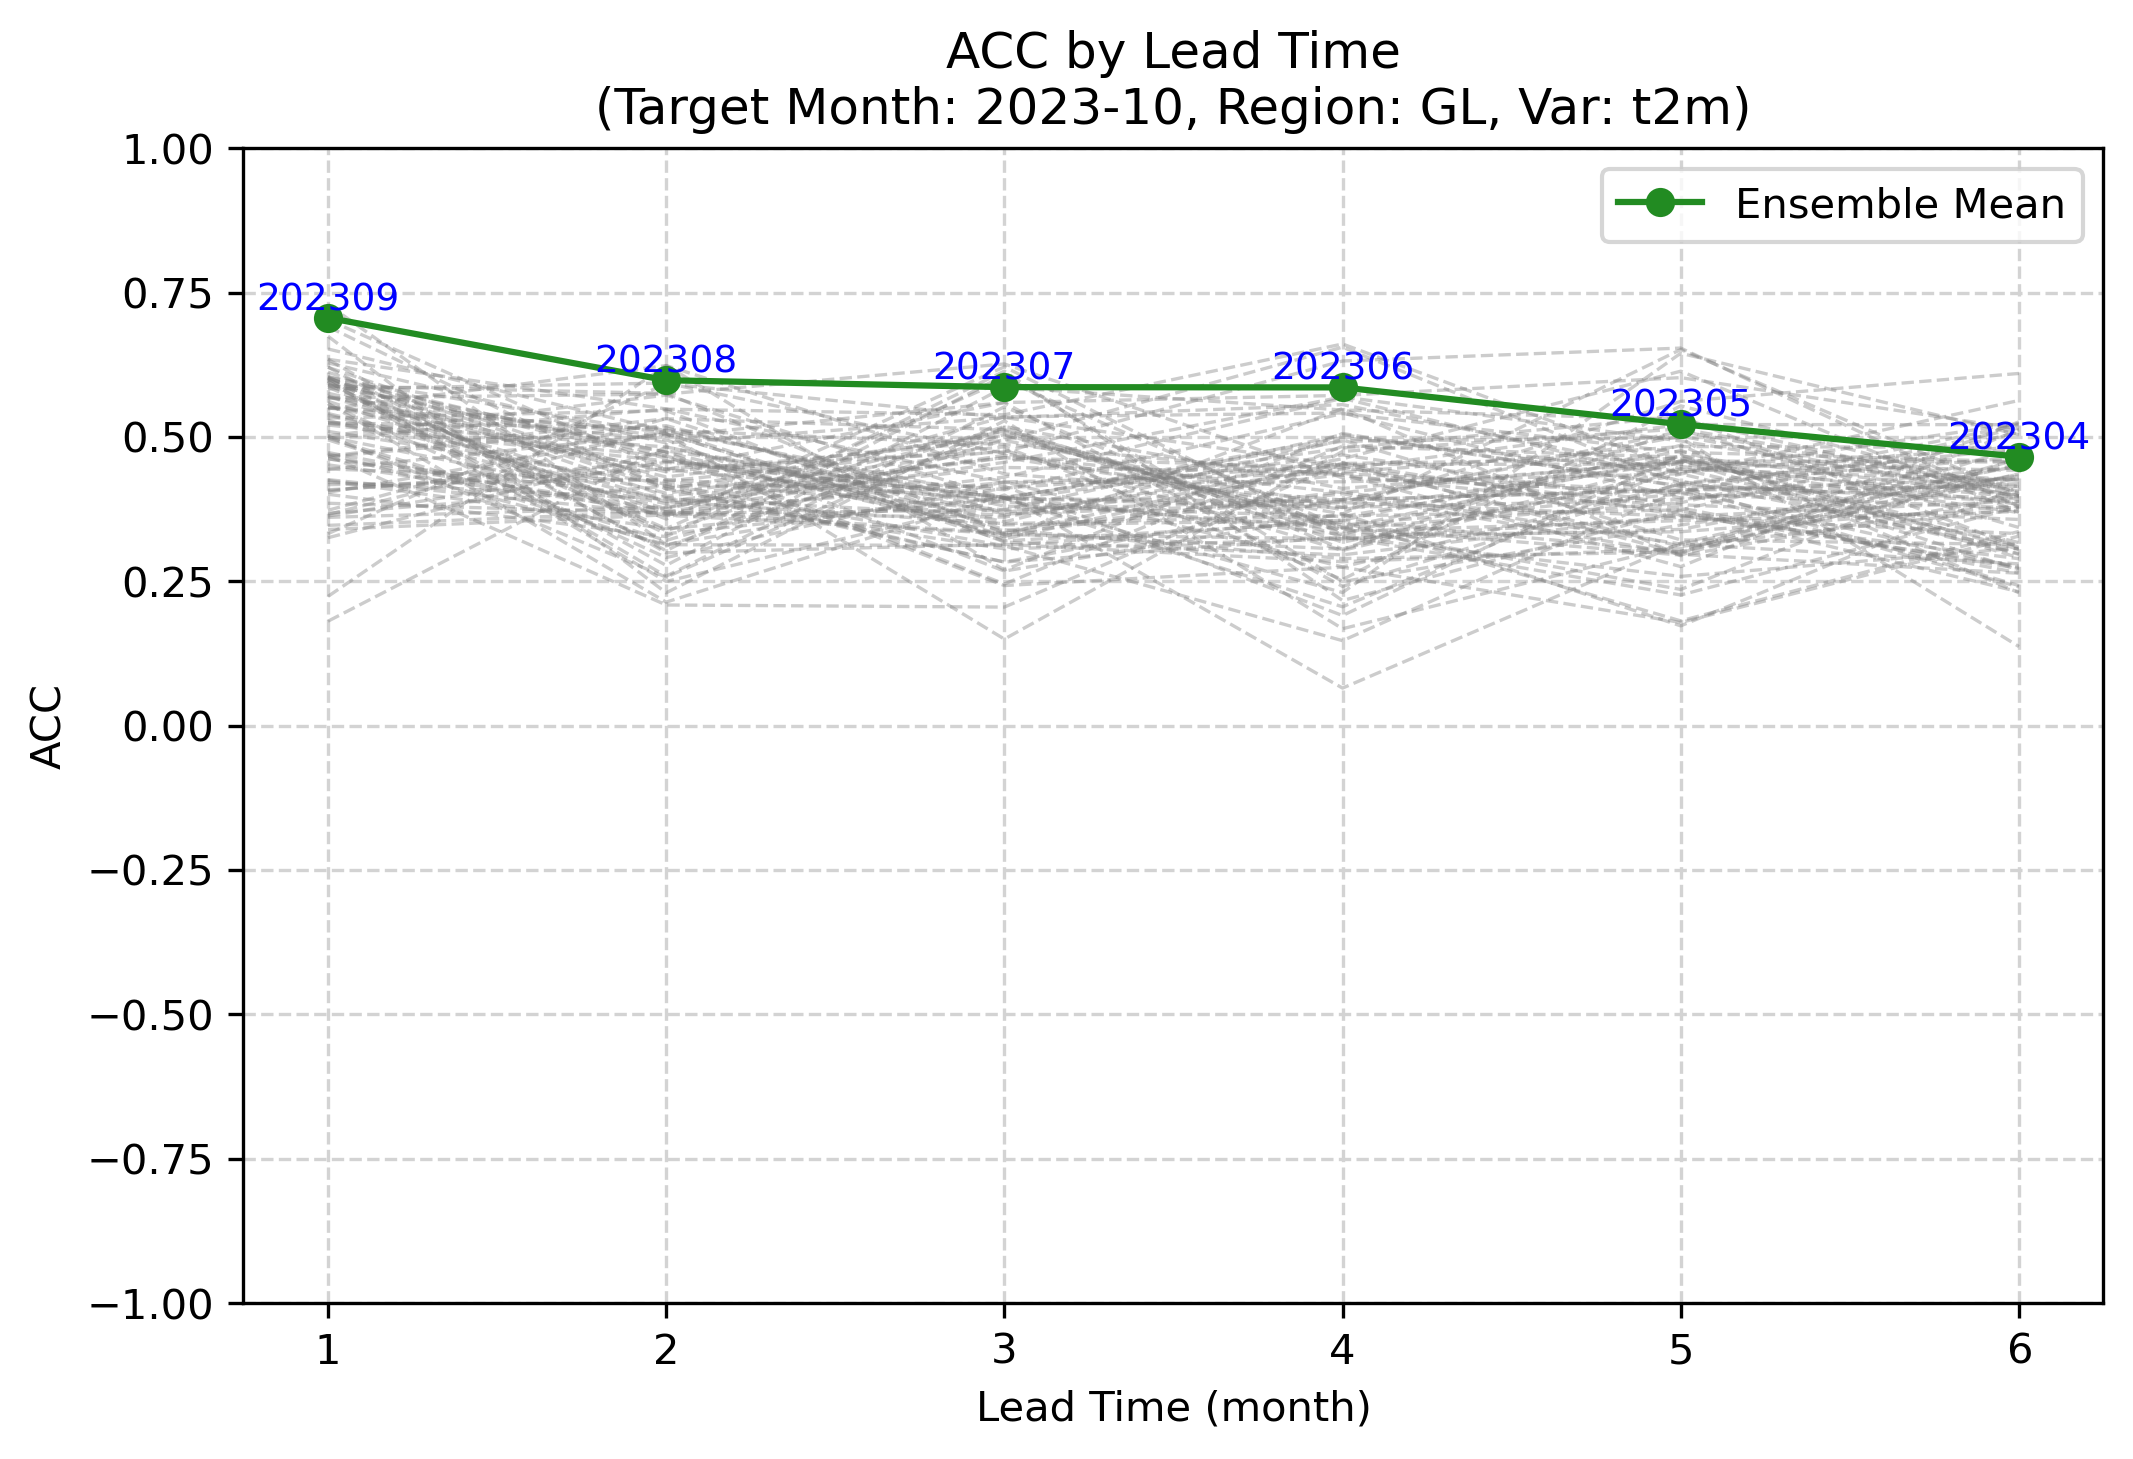 ACC by Lead Time
(Target Month: 2023-10, Region: GL, Var: t2m)
Ensemble Mean
202309
202308
202307
202306
202305
202304
1.00
0.75
0.50
0.25
0.00
−0.25
−0.50
−0.75
−1.00
ACC
1 2 3 4 5 6
Lead Time (month)